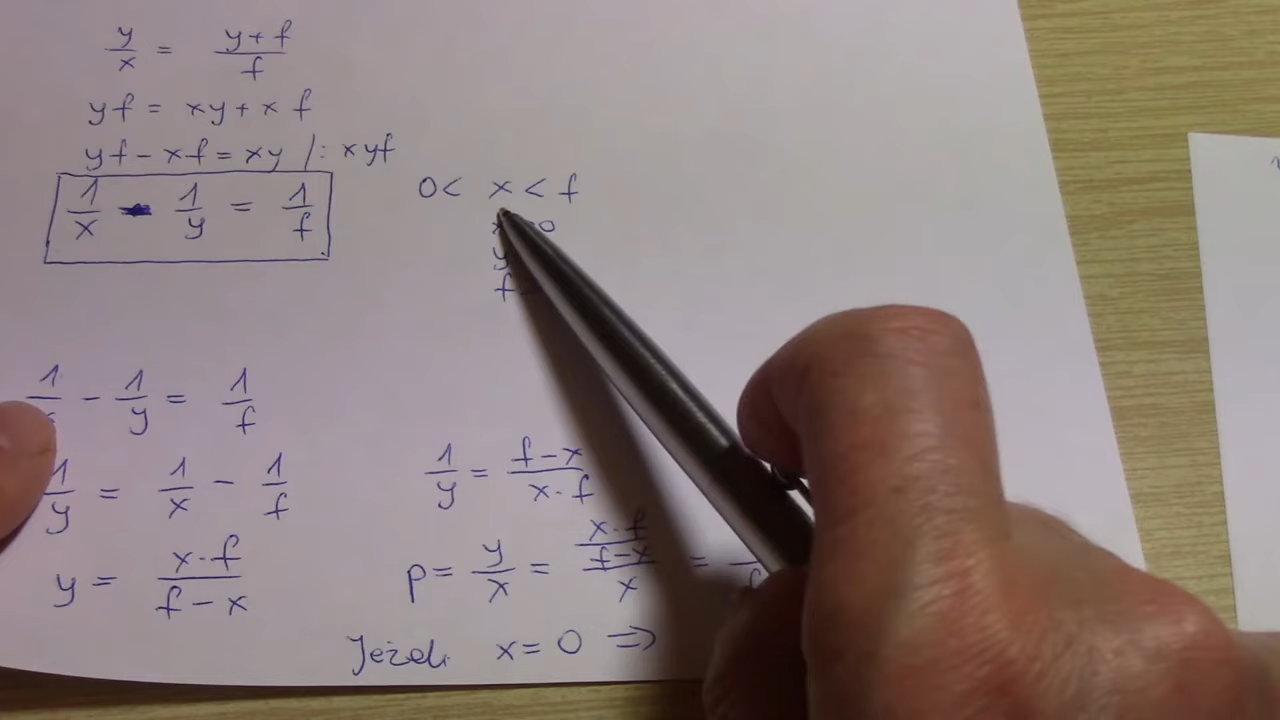 y/x = (y+f)/f
yf = xy + x f
yf - xf = xy /: xyf
1/x - 1/y = 1/f
0 < x < f
1/x - 1/y = 1/f
1/y = 1/x - 1/f
y = (x·f)/(f-x)
1/y = (f-x)/(x·f)
p = y/x = ((x·f)/(f-x))/x =
Jeżeli x = 0 ⇒